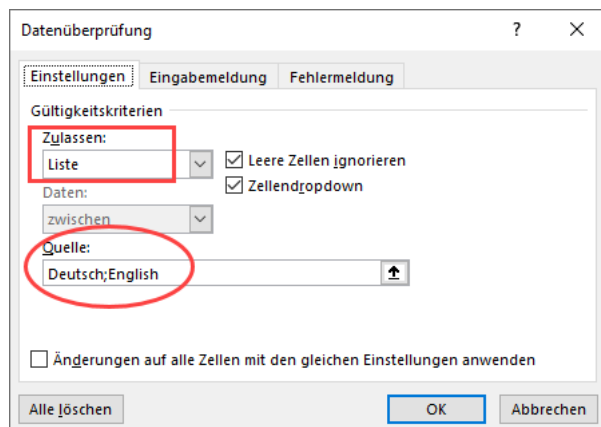 Datenüberprüfung ?
Einstellungen Eingabemeldung Fehlermeldung
Gültigkeitskriterien
Zulassen:
Liste
Leere Zellen ignorieren
Zellendropdown
Daten:
zwischen
Quelle:
Deutsch;English
Änderungen auf alle Zellen mit den gleichen Einstellungen anwenden
Alle löschen OK Abbrechen